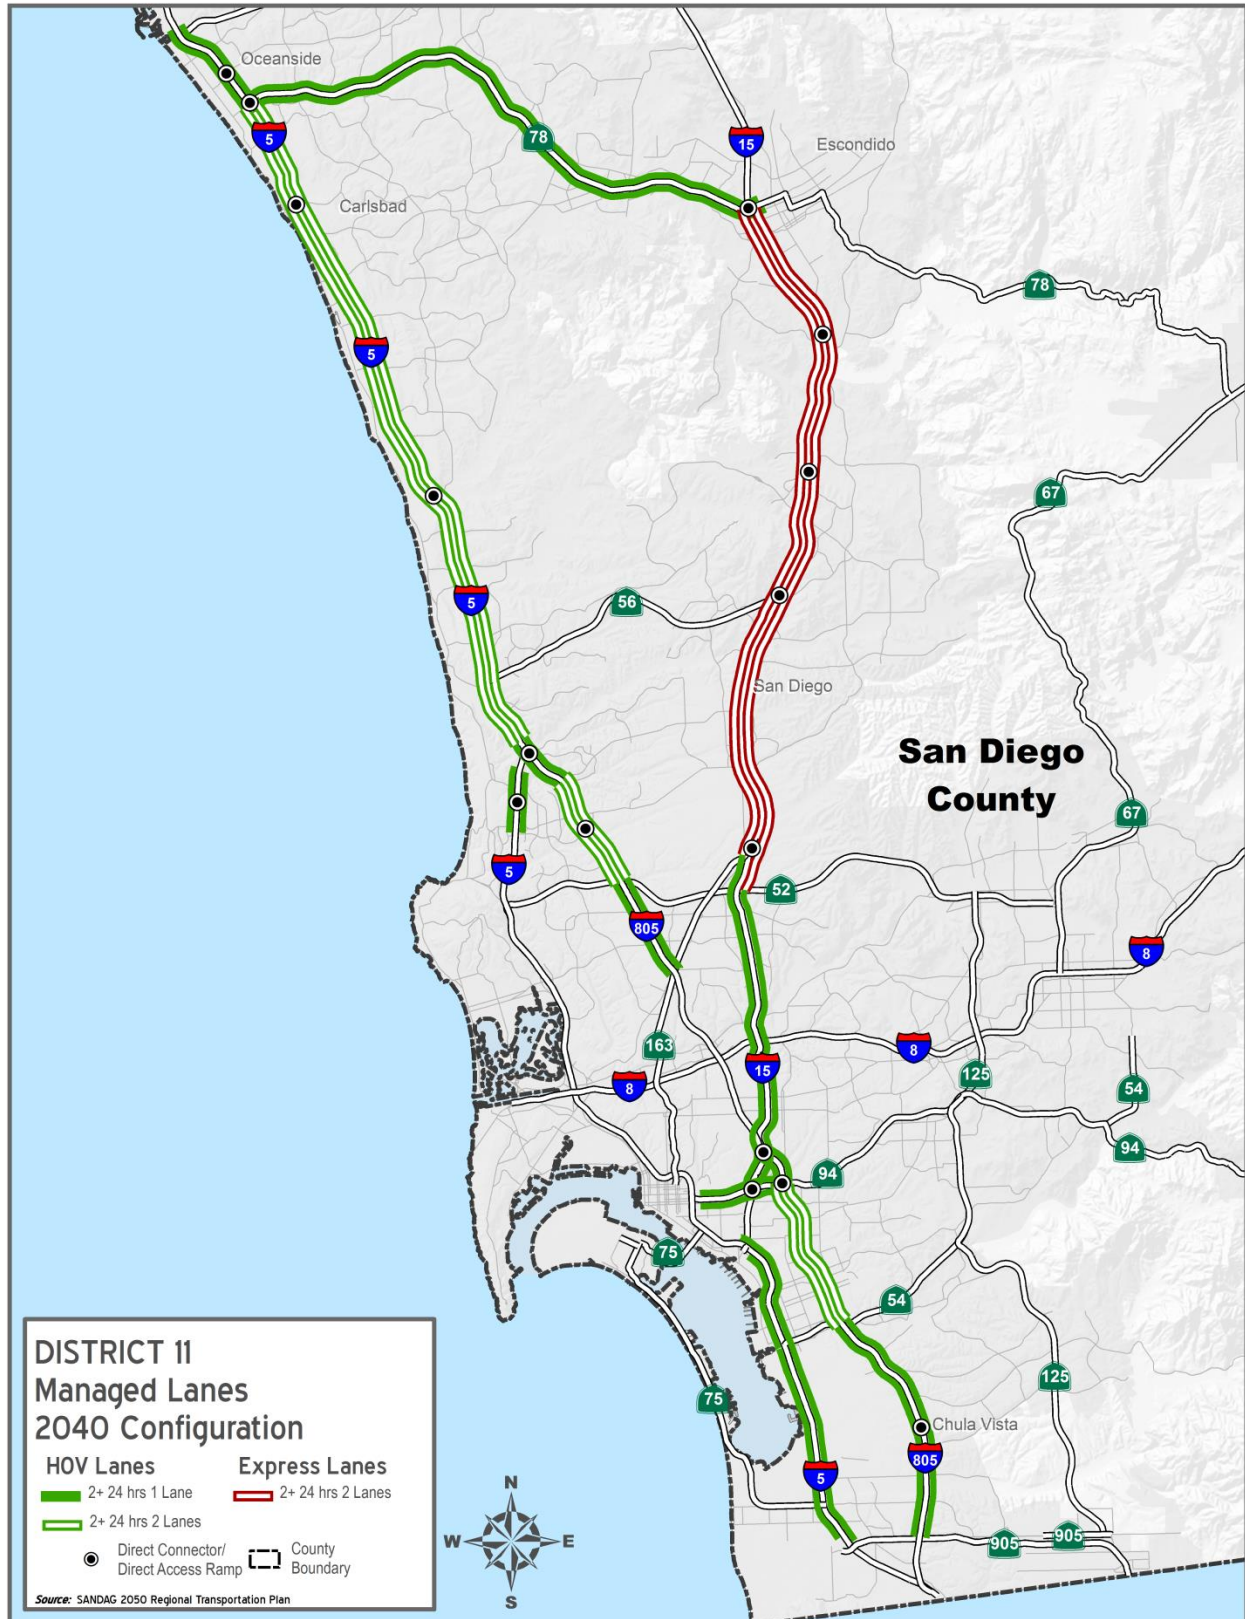 Oceanside
5
78
15
Escondido
Carlsbad
78
5
67
5
56
San Diego
San Diego
County
67
5
52
805
8
163
8
15
125
8
54
94
94
75
54
125
75
Chula Vista
805
5
905
905
DISTRICT 11
Managed Lanes
2040 Configuration
HOV Lanes
Express Lanes
2+ 24 hrs 1 Lane
2+ 24 hrs 2 Lanes
2+ 24 hrs 2 Lanes
Direct Connector/
Direct Access Ramp
County
Boundary
Source: SANDAG 2050 Regional Transportation Plan
N
W
E
S